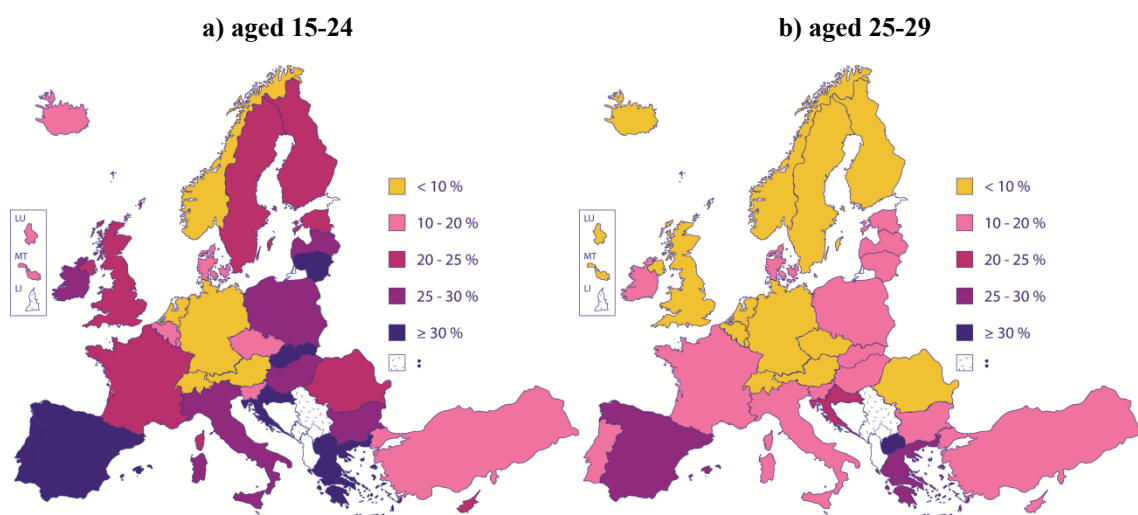 a) aged 15-24
b) aged 25-29
LU
MT
LI
< 10 %
10 - 20 %
20 - 25 %
25 - 30 %
≥ 30 %
:
LU
MT
LI
< 10 %
10 - 20 %
20 - 25 %
25 - 30 %
≥ 30 %
: